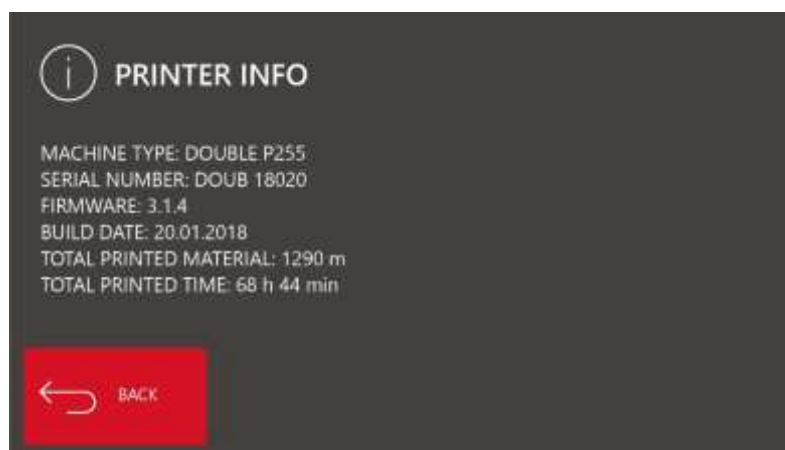 PRINTER INFO
MACHINE TYPE: DOUBLE P255
SERIAL NUMBER: DOUB 18020
FIRMWARE: 3.1.4
BUILD DATE: 20.01.2018
TOTAL PRINTED MATERIAL: 1290 m
TOTAL PRINTED TIME: 68 h 44 min
BACK